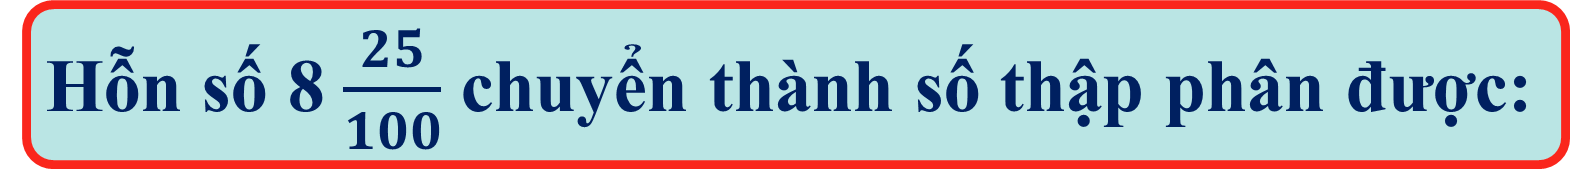 Hỗn số 8 25/100 chuyển thành số thập phân được: